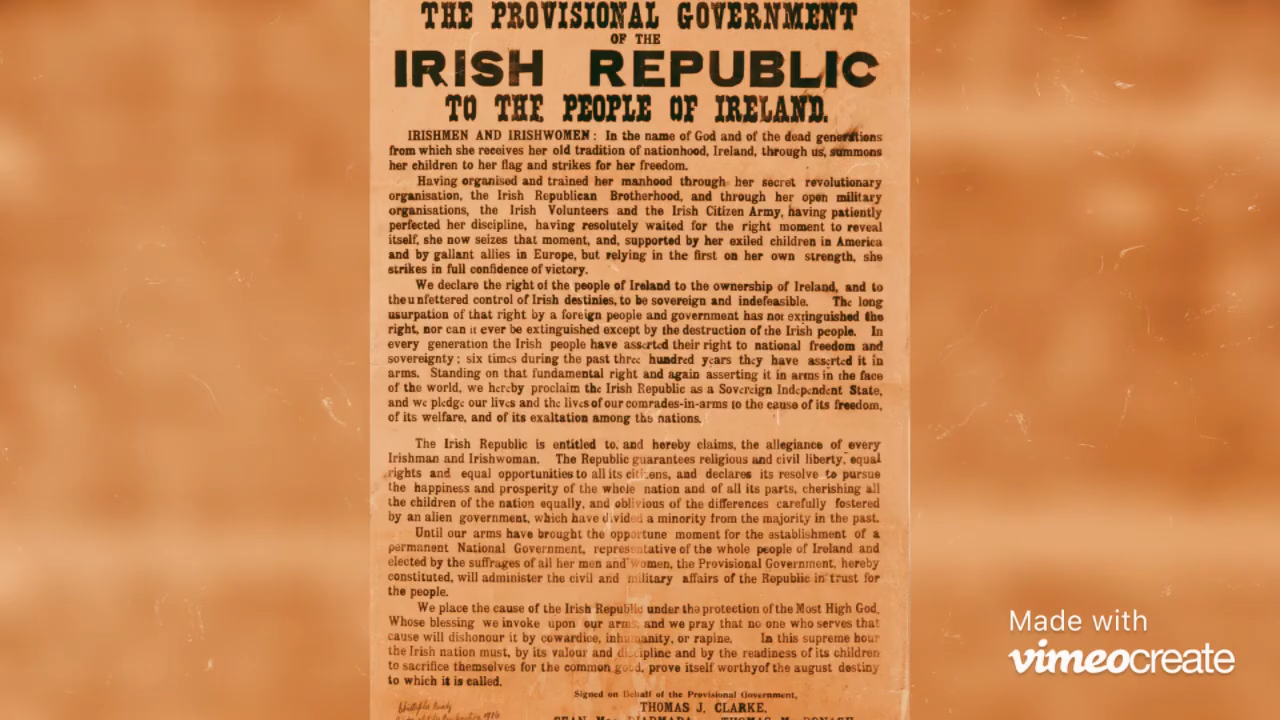 THE PROVISIONAL GOVERNMENT
OF THE
IRISH REPUBLIC
TO THE PEOPLE OF IRELAND.
IRISHMEN AND IRISHWOMEN: In the name of God and of the dead generations
from which she receives her old tradition of nationhood, Ireland, through us, summons
her children to her flag and strikes for her freedom.
Having organised and trained her manhood through her secret revolutionary
organisation, the Irish Republican Brotherhood, and through her open military
organisations, the Irish Volunteers and the Irish Citizen Army, having patiently
perfected her discipline, having resolutely waited for the right moment to reveal
itself, she now seizes that moment, and, supported by her exiled children in America
and by gallant allies in Europe, but relying in the first on her own strength, she
strikes in full confidence of victory.
We declare the right of the people of Ireland to the ownership of Ireland, and to
the unfettered control of Irish destinies, to be sovereign and indefeasible. The long
usurpation of that right by a foreign people and government has not extinguished the
right, nor can it ever be extinguished except by the destruction of the Irish people. In
every generation the Irish people have asserted their right to national freedom and
sovereignty; six times during the past three hundred years they have asserted it in
arms. Standing on that fundamental right and again asserting it in arms in the face
of the world, we hereby proclaim the Irish Republic as a Sovereign Independent State,
and we pledge our lives and the lives of our comrades-in-arms to the cause of its freedom,
of its welfare, and of its exaltation among the nations.
The Irish Republic is entitled to, and hereby claims, the allegiance of every
Irishman and Irishwoman. The Republic guarantees religious and civil liberty, equal
rights and equal opportunities to all its citizens, and declares its resolve to pursue
the happiness and prosperity of the whole nation and of all its parts, cherishing all
the children of the nation equally, and oblivious of the differences carefully fostered
by an alien government, which have divided a minority from the majority in the past.
Until our arms have brought the opportune moment for the establishment of a
permanent National Government, representative of the whole people of Ireland and
elected by the suffrages of all her men and women, the Provisional Government, hereby
constituted, will administer the civil and military affairs of the Republic in trust for
the people.
We place the cause of the Irish Republic under the protection of the Most High God,
Whose blessing we invoke upon our arms, and we pray that no one who serves that
cause will dishonour it by cowardice, inhumanity, or rapine. In this supreme hour
the Irish nation must, by its valour and discipline and by the readiness of its children
to sacrifice themselves for the common good, prove itself worthy of the august destiny
to which it is called.
Signed on Behalf of the Provisional Government,
THOMAS J. CLARKE,
Made with
vimeocreate